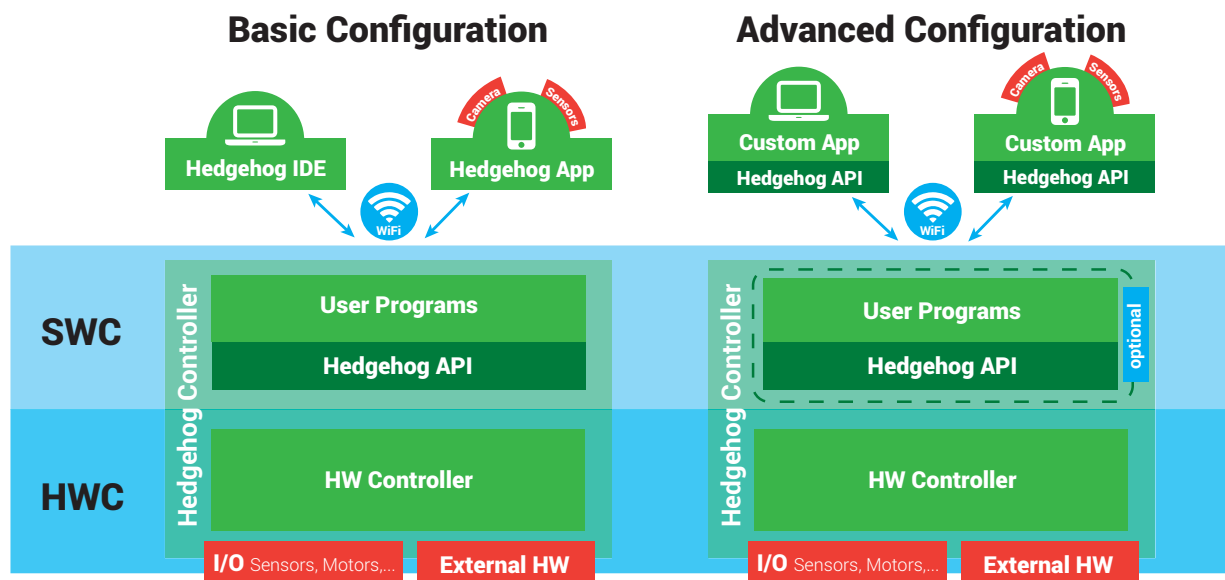 Basic Configuration
Advanced Configuration
Camera
Sensors
Hedgehog IDE
Hedgehog App
WiFi
Camera
Sensors
Custom App
Hedgehog API
Custom App
Hedgehog API
WiFi
SWC
HWC
Hedgehog Controller
User Programs
Hedgehog API
HW Controller
I/O Sensors, Motors,...
External HW
Hedgehog Controller
User Programs
Hedgehog API
optional
HW Controller
I/O Sensors, Motors,...
External HW